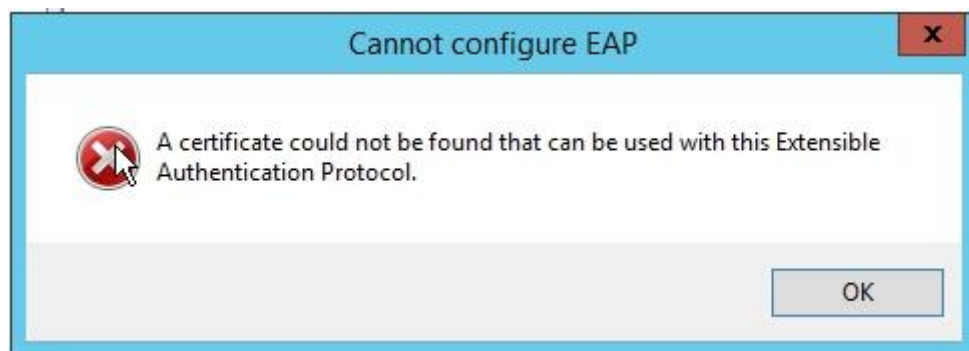 Cannot configure EAP
x
A certificate could not be found that can be used with this Extensible
Authentication Protocol.
OK